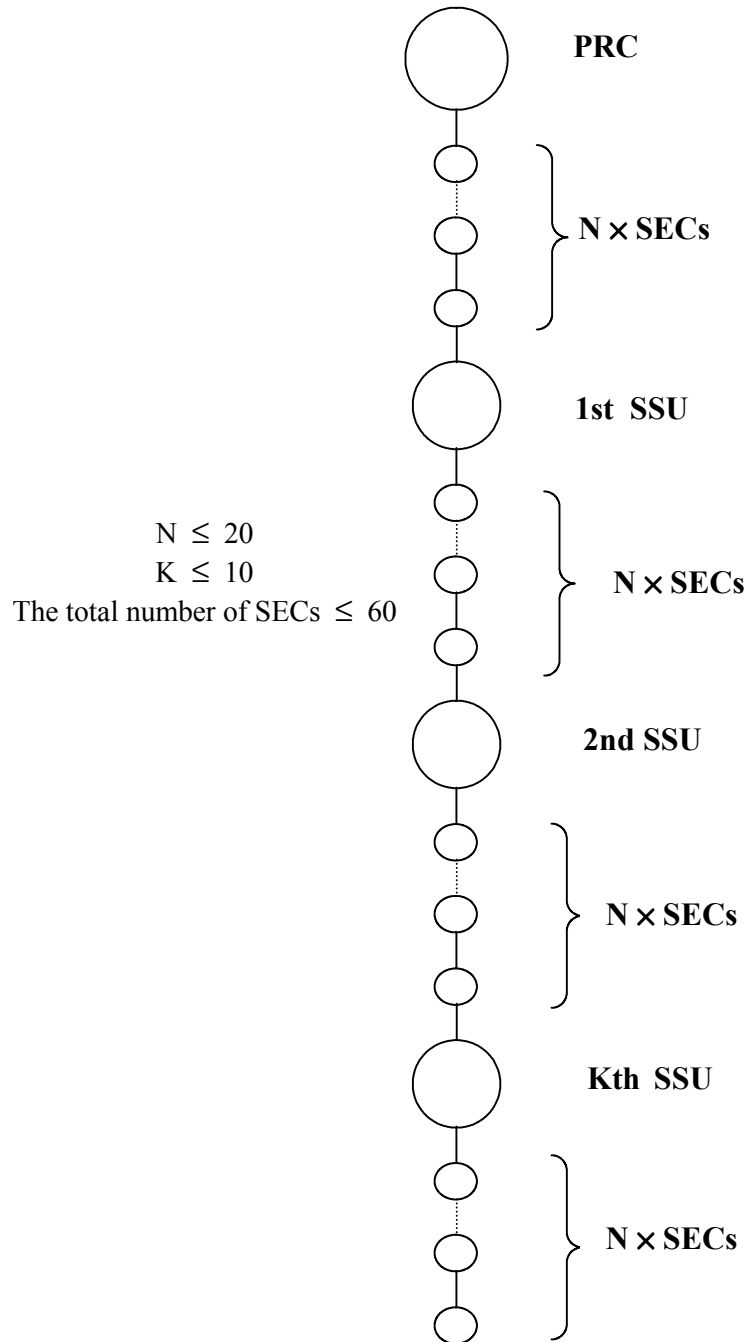 PRC
N × SECs
1st SSU
N ≤ 20
K ≤ 10
The total number of SECs ≤ 60
N × SECs
2nd SSU
N × SECs
Kth SSU
N × SECs